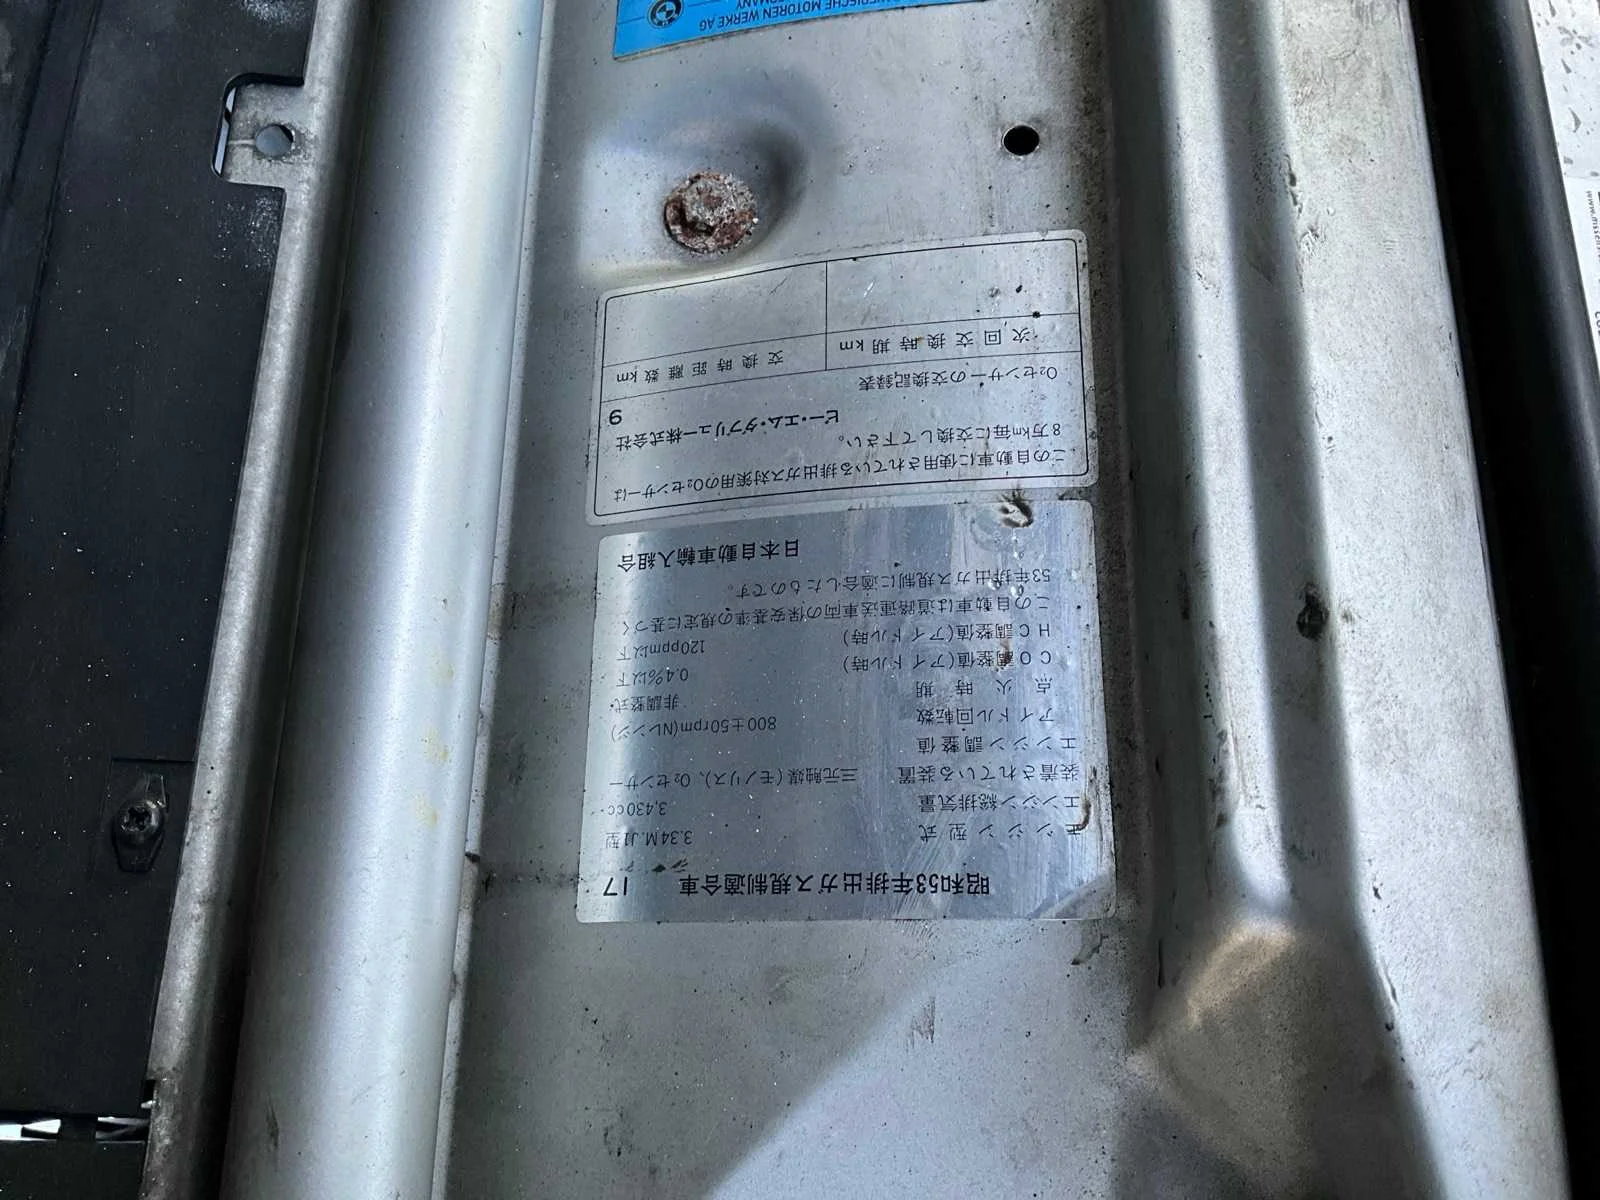 昭和53年排出ガス規制適合車 17
エンジン型式 3.34M.J1型
エンジン総排気量 3,430cc
装着されている装置 三元触媒(モノリス)、O₂センサー
エンジン調整値
アイドル回転数 800±50rpm(Nレンジ)
点火時期 非調整式
CO調整値(アイドル時) 0.4%以下
HC調整値(アイドル時) 120ppm以下
この自動車は道路運送車両の保安基準の規定に基づく
53年排出ガス規制に適合したものです。
日本自動車輸入組合
この自動車に使用されている排出ガス対策用のO₂センサーは
8万km毎に交換して下さい。
ビー・エム・ダブリュー株式会社 9
O₂センサーの交換記録表
次回交換時期km 交換時距離数km
MOTOREN WERKE AG